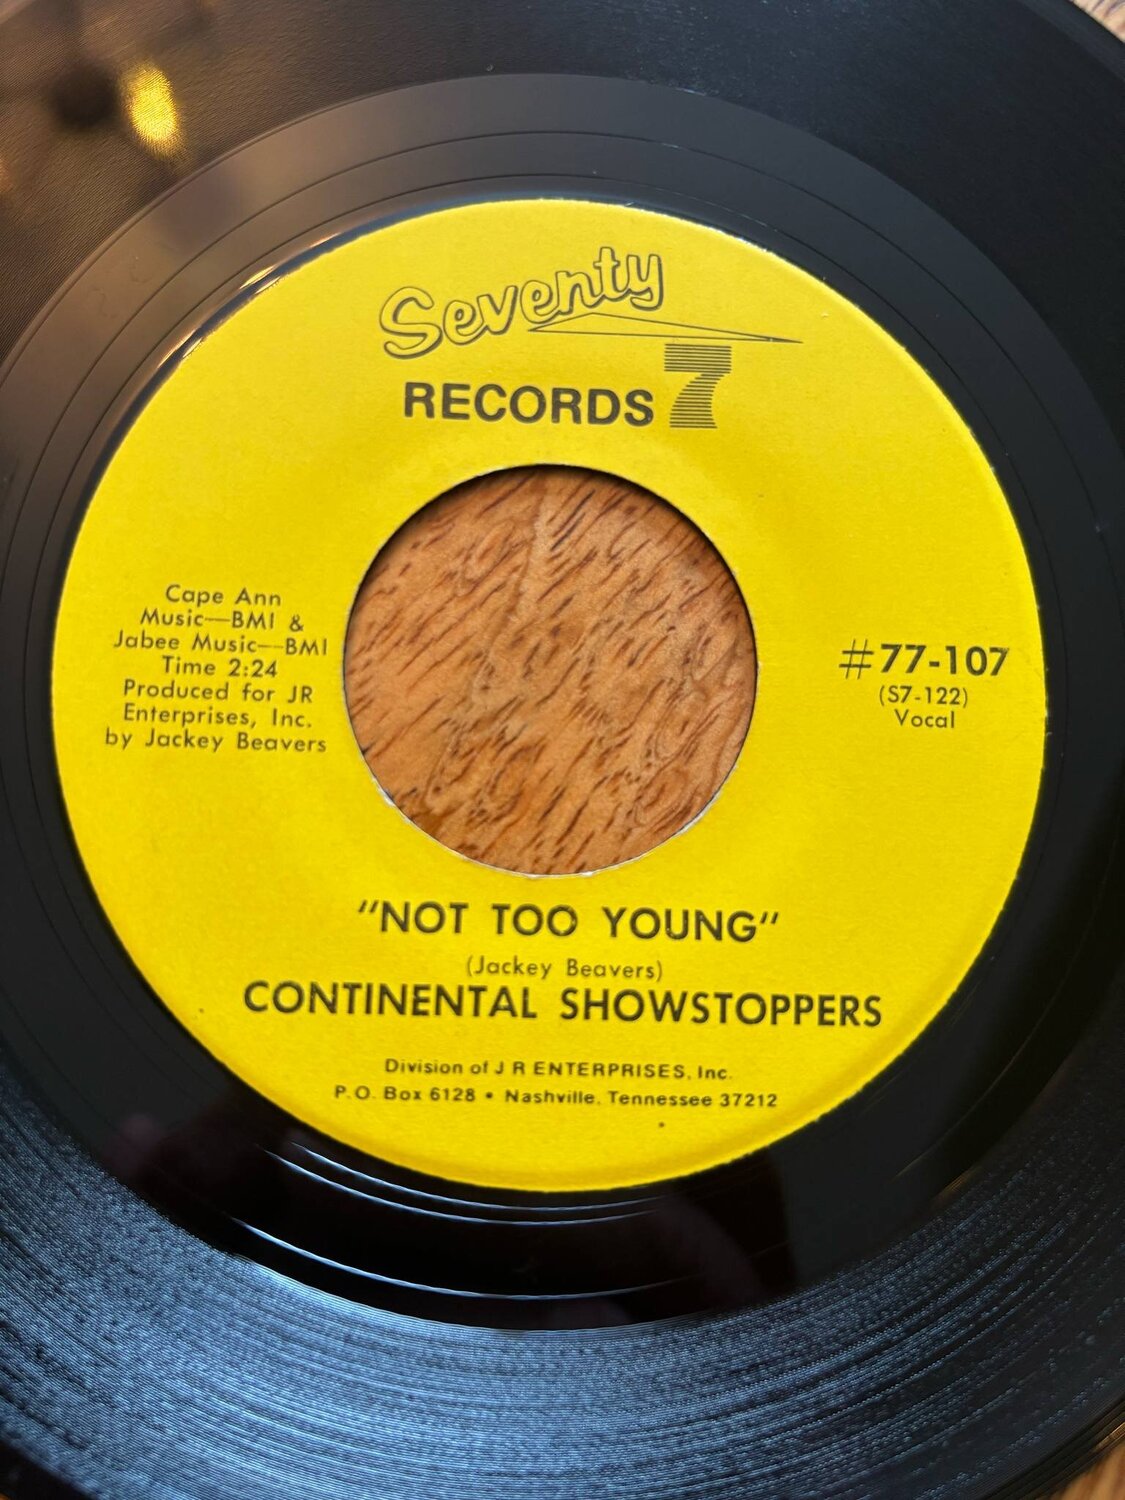 Seventy
RECORDS 7
Cape Ann
Music—BMI &
Jabee Music—BMI
Time 2:24
Produced for JR
Enterprises, Inc.
by Jackey Beavers
#77-107
(S7-122)
Vocal
"NOT TOO YOUNG"
(Jackey Beavers)
CONTINENTAL SHOWSTOPPERS
Division of J R ENTERPRISES, Inc.
P.O. Box 6128 • Nashville, Tennessee 37212